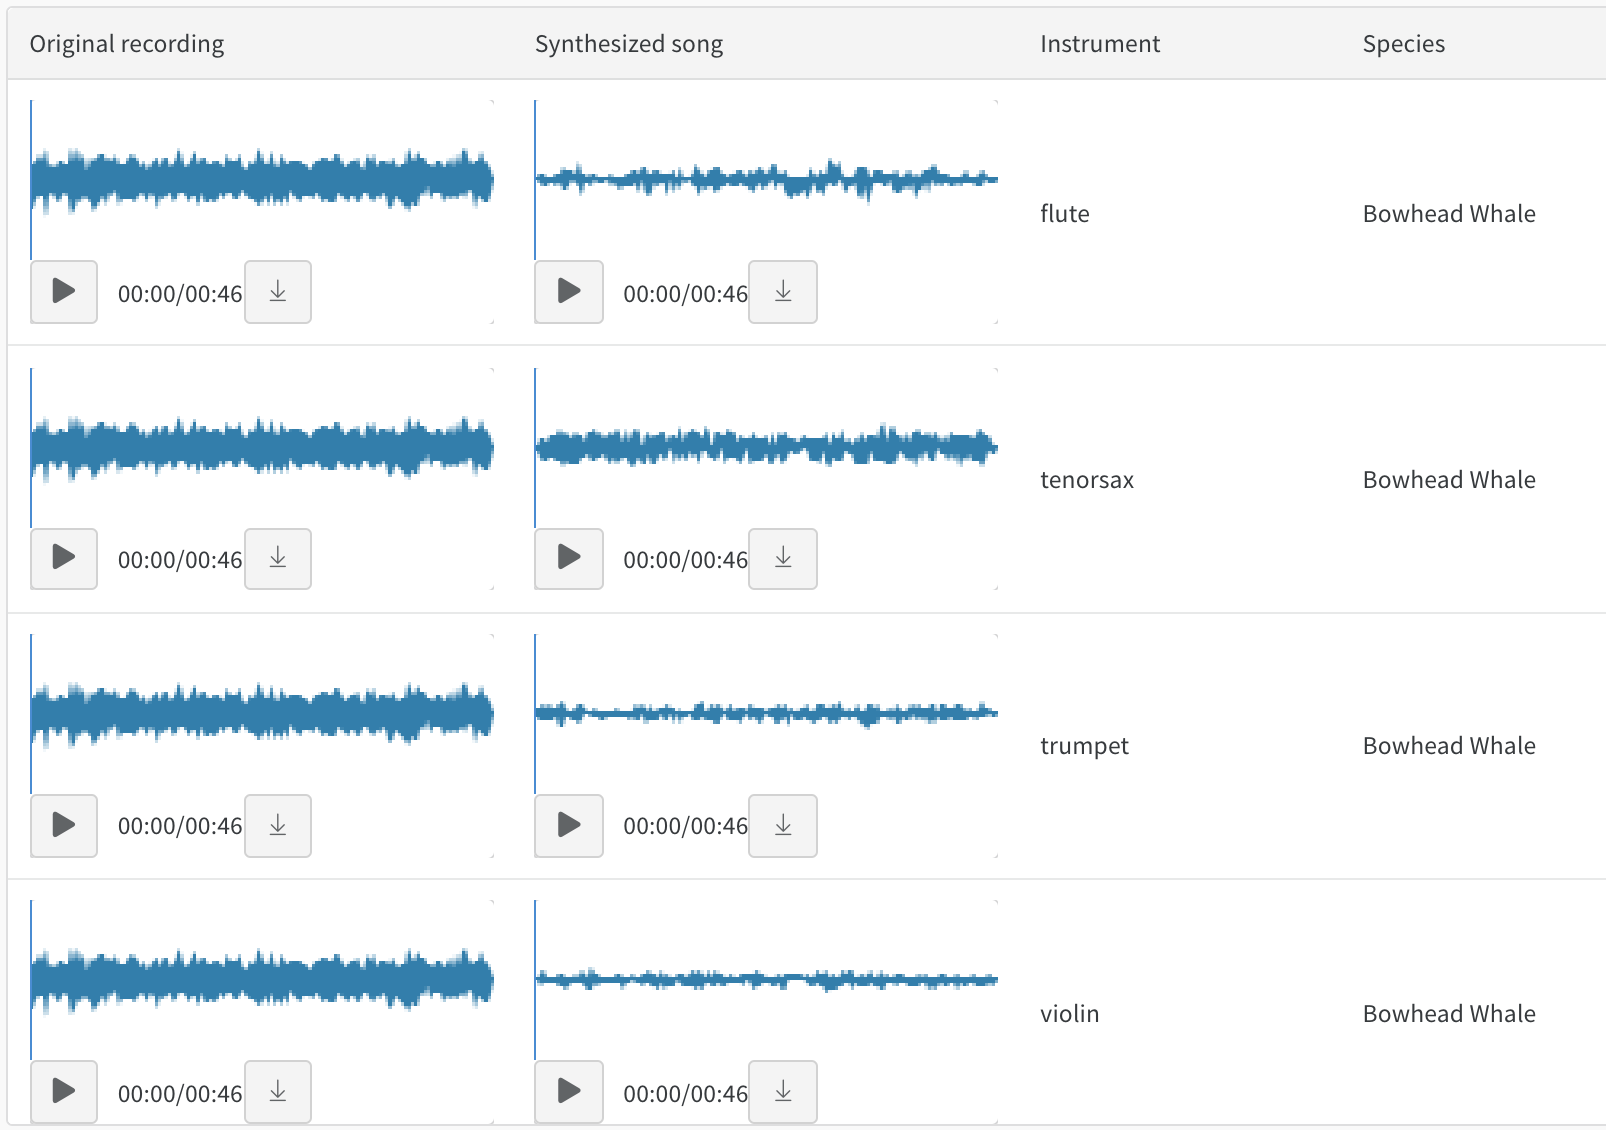 Original recording Synthesized song Instrument Species
flute Bowhead Whale
00:00/00:46 00:00/00:46
tenorsax Bowhead Whale
00:00/00:46 00:00/00:46
trumpet Bowhead Whale
00:00/00:46 00:00/00:46
violin Bowhead Whale
00:00/00:46 00:00/00:46